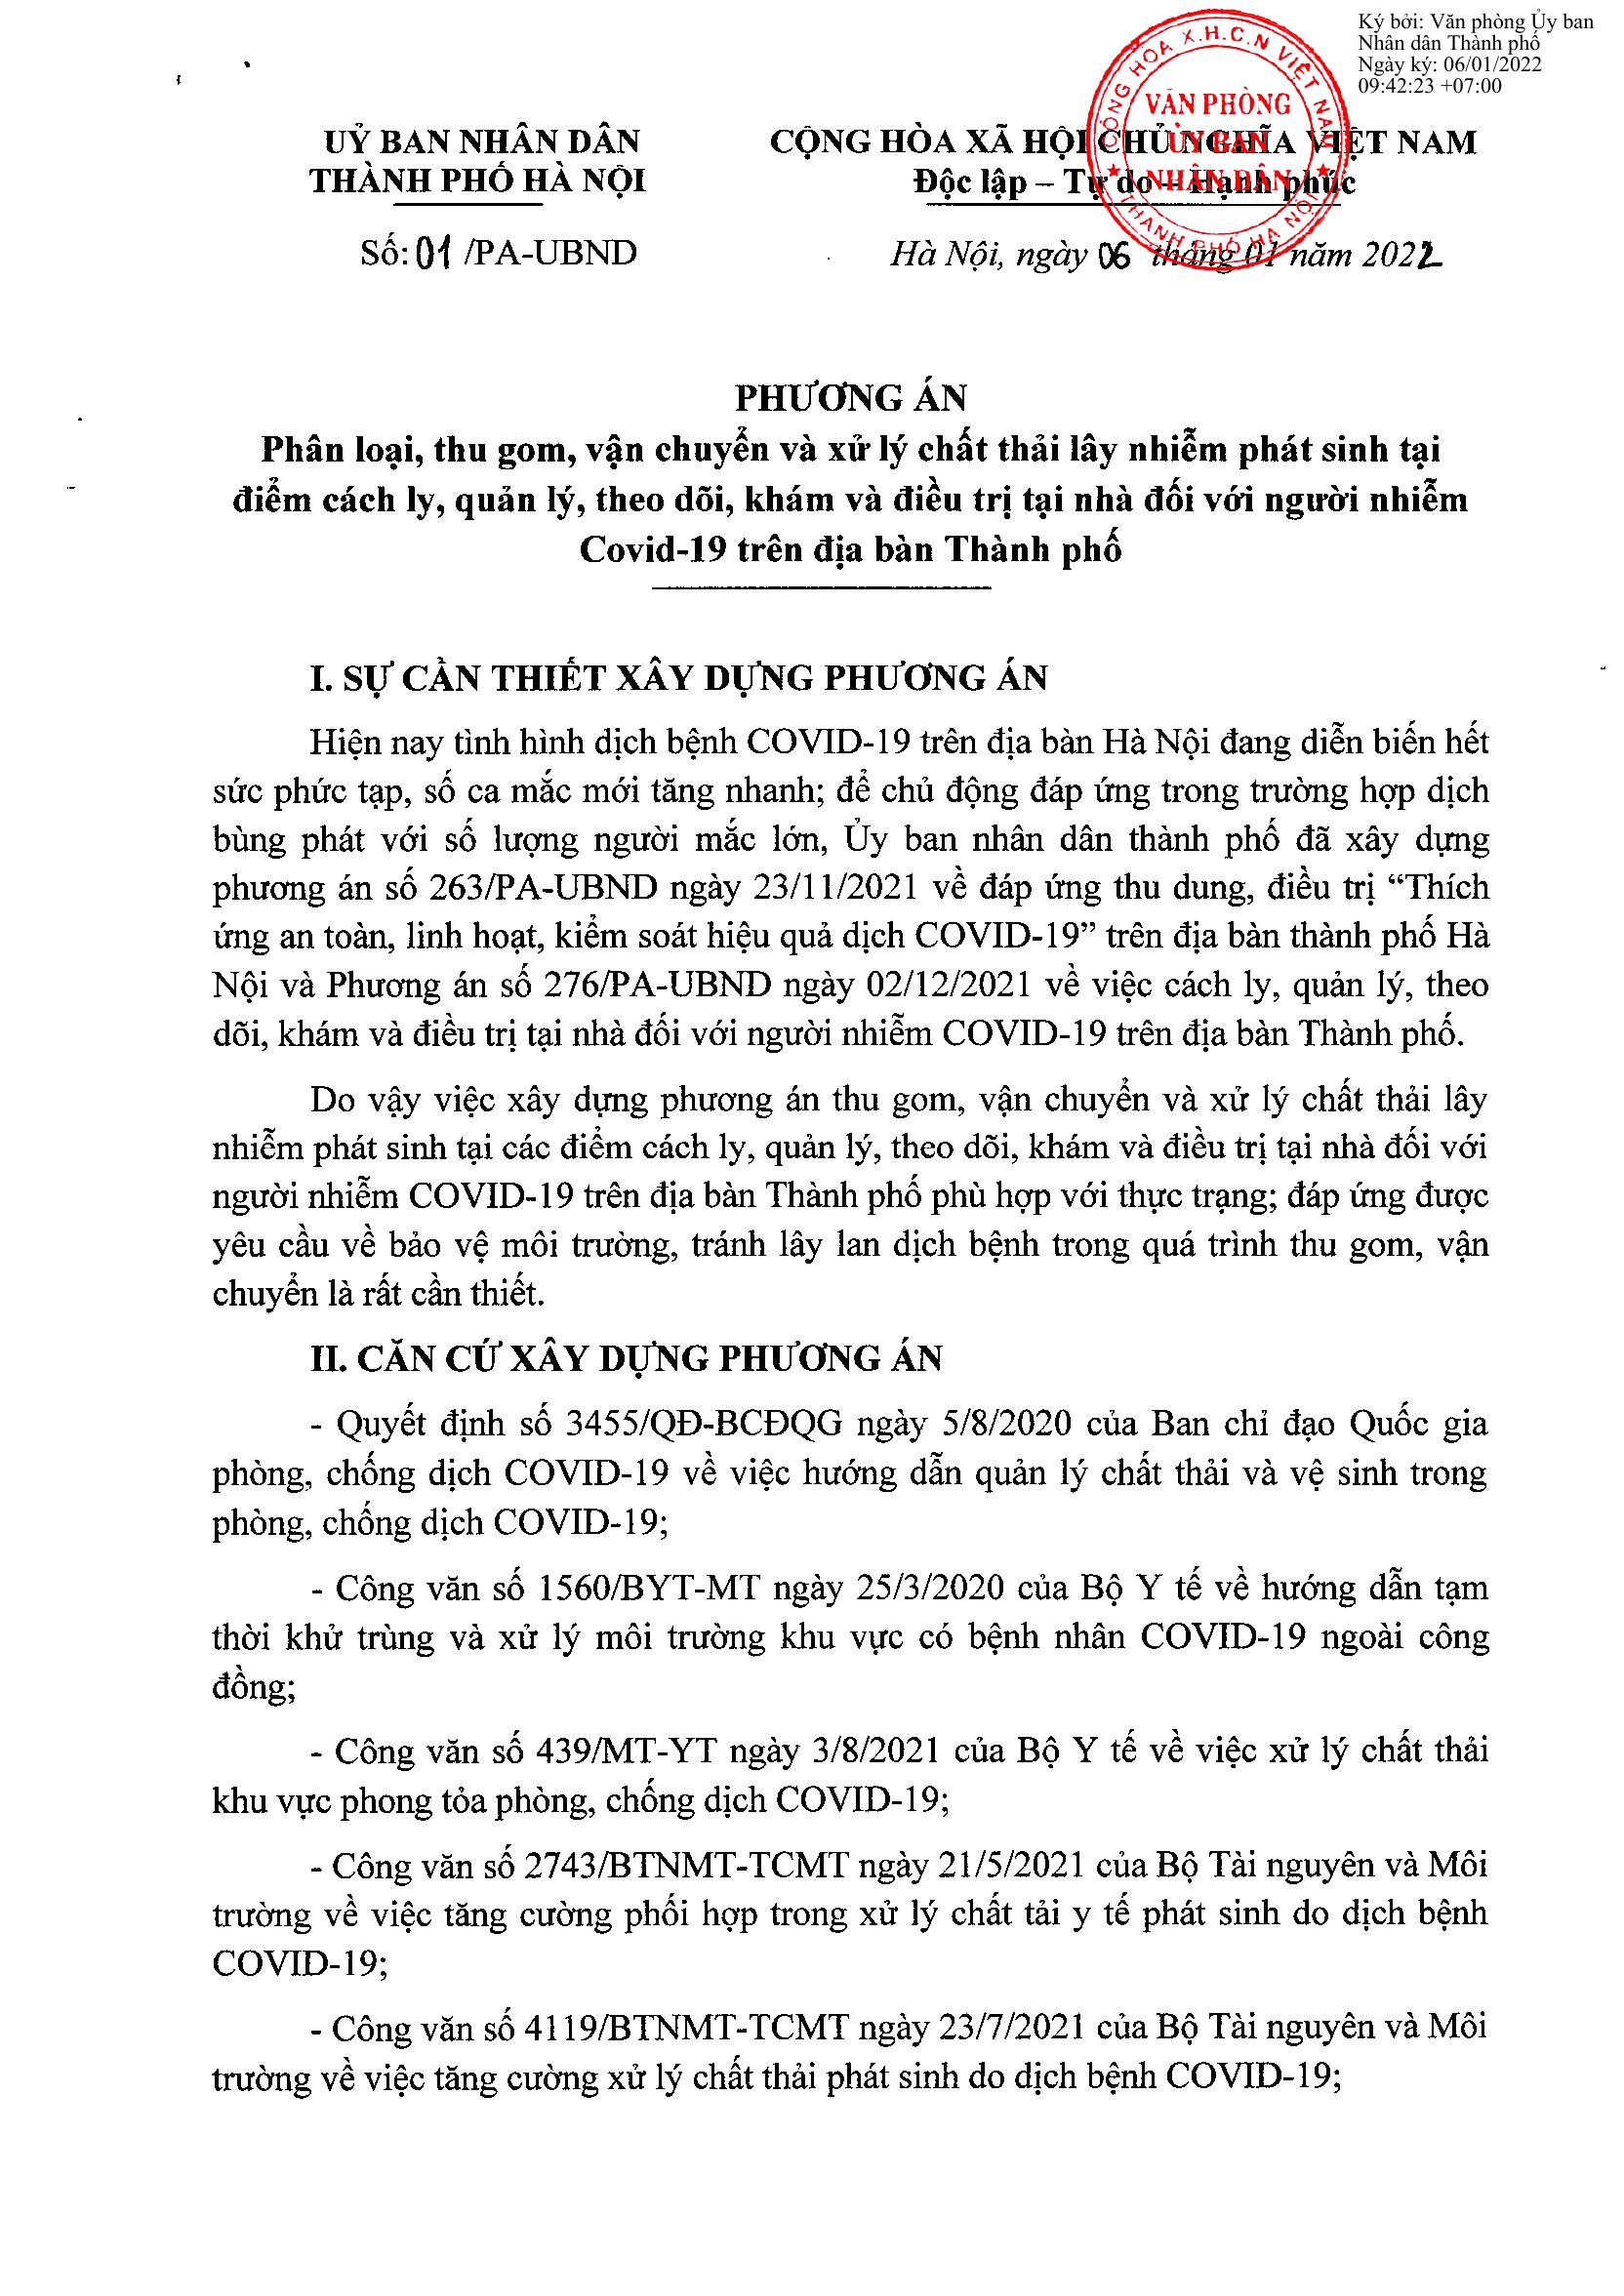 Ký bởi: Văn phòng Ủy ban
Nhân dân Thành phố
Ngày ký: 06/01/2022
09:42:23 +07:00
CỘNG HÒA X.H.C.N VIỆT NAM
VĂN PHÒNG
ỦY BAN
NHÂN DÂN
THÀNH PHỐ HÀ NỘI
UỶ BAN NHÂN DÂN
THÀNH PHỐ HÀ NỘI
CỘNG HÒA XÃ HỘI CHỦ NGHĨA VIỆT NAM
Độc lập – Tự do – Hạnh phúc
Số: 01 /PA-UBND
Hà Nội, ngày 06 tháng 01 năm 2022
PHƯƠNG ÁN
Phân loại, thu gom, vận chuyển và xử lý chất thải lây nhiễm phát sinh tại
điểm cách ly, quản lý, theo dõi, khám và điều trị tại nhà đối với người nhiễm
Covid-19 trên địa bàn Thành phố
I. SỰ CẦN THIẾT XÂY DỰNG PHƯƠNG ÁN
Hiện nay tình hình dịch bệnh COVID-19 trên địa bàn Hà Nội đang diễn biến hết
sức phức tạp, số ca mắc mới tăng nhanh; để chủ động đáp ứng trong trường hợp dịch
bùng phát với số lượng người mắc lớn, Ủy ban nhân dân thành phố đã xây dựng
phương án số 263/PA-UBND ngày 23/11/2021 về đáp ứng thu dung, điều trị “Thích
ứng an toàn, linh hoạt, kiểm soát hiệu quả dịch COVID-19” trên địa bàn thành phố Hà
Nội và Phương án số 276/PA-UBND ngày 02/12/2021 về việc cách ly, quản lý, theo
dõi, khám và điều trị tại nhà đối với người nhiễm COVID-19 trên địa bàn Thành phố.
Do vậy việc xây dựng phương án thu gom, vận chuyển và xử lý chất thải lây
nhiễm phát sinh tại các điểm cách ly, quản lý, theo dõi, khám và điều trị tại nhà đối với
người nhiễm COVID-19 trên địa bàn Thành phố phù hợp với thực trạng; đáp ứng được
yêu cầu về bảo vệ môi trường, tránh lây lan dịch bệnh trong quá trình thu gom, vận
chuyển là rất cần thiết.
II. CĂN CỨ XÂY DỰNG PHƯƠNG ÁN
- Quyết định số 3455/QĐ-BCĐQG ngày 5/8/2020 của Ban chỉ đạo Quốc gia
phòng, chống dịch COVID-19 về việc hướng dẫn quản lý chất thải và vệ sinh trong
phòng, chống dịch COVID-19;
- Công văn số 1560/BYT-MT ngày 25/3/2020 của Bộ Y tế về hướng dẫn tạm
thời khử trùng và xử lý môi trường khu vực có bệnh nhân COVID-19 ngoài công
đồng;
- Công văn số 439/MT-YT ngày 3/8/2021 của Bộ Y tế về việc xử lý chất thải
khu vực phong tỏa phòng, chống dịch COVID-19;
- Công văn số 2743/BTNMT-TCMT ngày 21/5/2021 của Bộ Tài nguyên và Môi
trường về việc tăng cường phối hợp trong xử lý chất tải y tế phát sinh do dịch bệnh
COVID-19;
- Công văn số 4119/BTNMT-TCMT ngày 23/7/2021 của Bộ Tài nguyên và Môi
trường về việc tăng cường xử lý chất thải phát sinh do dịch bệnh COVID-19;